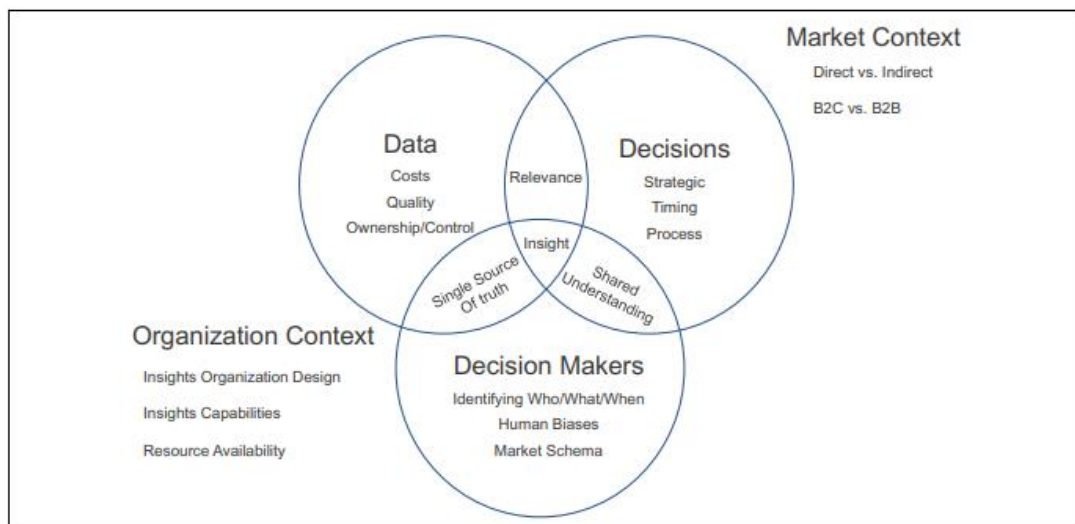 Market Context
Direct vs. Indirect
B2C vs. B2B
Data
Costs
Quality
Ownership/Control
Relevance
Decisions
Strategic
Timing
Process
Insight
Single Source
Of truth
Shared
Understanding
Organization Context
Insights Organization Design
Insights Capabilities
Resource Availability
Decision Makers
Identifying Who/What/When
Human Biases
Market Schema